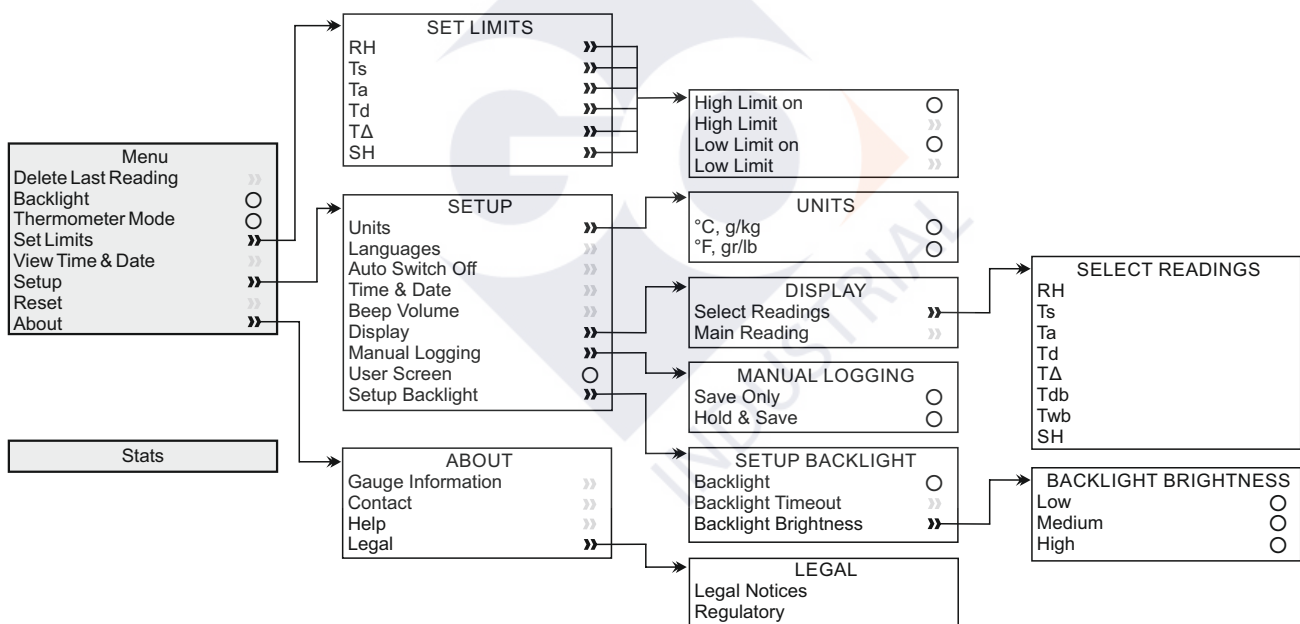 Menu
Delete Last Reading
Backlight
Thermometer Mode
Set Limits
View Time & Date
Setup
Reset
About
Stats
SET LIMITS
RH
Ts
Ta
Td
TΔ
SH
High Limit on
High Limit
Low Limit on
Low Limit
SETUP
Units
Languages
Auto Switch Off
Time & Date
Beep Volume
Display
Manual Logging
User Screen
Setup Backlight
UNITS
°C, g/kg
°F, gr/lb
DISPLAY
Select Readings
Main Reading
SELECT READINGS
RH
Ts
Ta
Td
TΔ
Tdb
Twb
SH
MANUAL LOGGING
Save Only
Hold & Save
SETUP BACKLIGHT
Backlight
Backlight Timeout
Backlight Brightness
BACKLIGHT BRIGHTNESS
Low
Medium
High
ABOUT
Gauge Information
Contact
Help
Legal
LEGAL
Legal Notices
Regulatory
GO
INDUSTRIAL